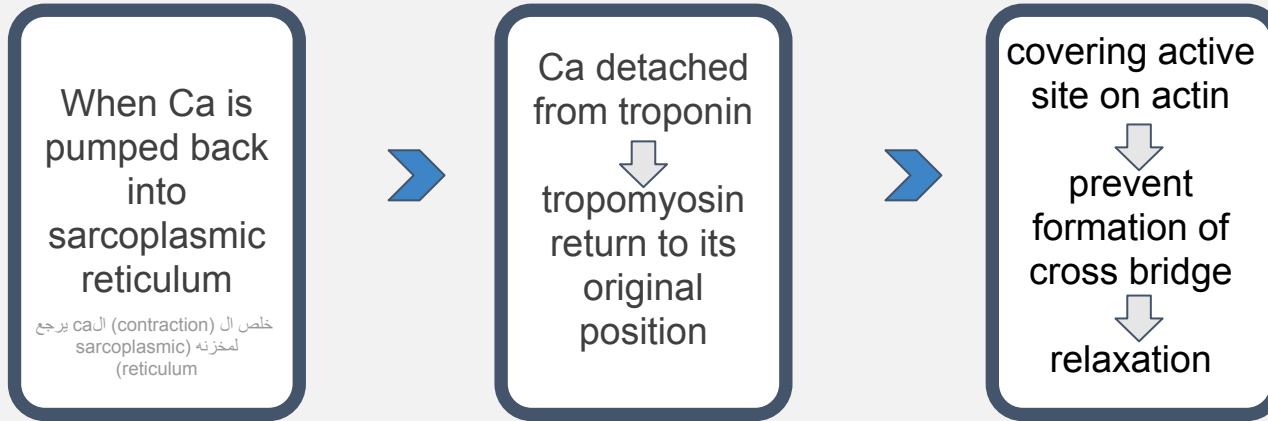 When Ca is
pumped back
into
sarcoplasmic
reticulum
خلص ال (contraction) الca يرجع
لمخزنه (sarcoplasmic
reticulum)
Ca detached
from troponin
tropomyosin
return to its
original
position
covering active
site on actin
prevent
formation of
cross bridge
relaxation